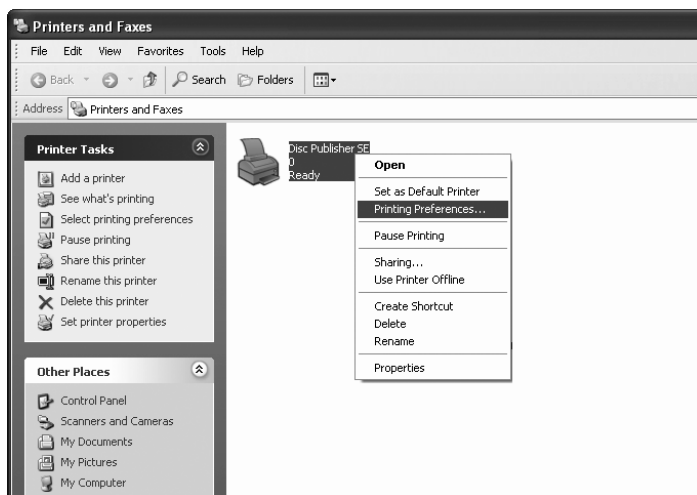 Printers and Faxes
File Edit View Favorites Tools Help
Back Search Folders
Address Printers and Faxes
Printer Tasks
Add a printer
See what's printing
Select printing preferences
Pause printing
Share this printer
Rename this printer
Delete this printer
Set printer properties
Other Places
Control Panel
Scanners and Cameras
My Documents
My Pictures
My Computer
Disc Publisher SE
0
Ready
Open
Set as Default Printer
Printing Preferences...
Pause Printing
Sharing...
Use Printer Offline
Create Shortcut
Delete
Rename
Properties